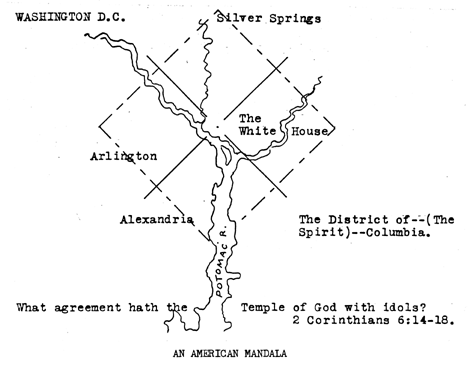 WASHINGTON D.C.
Silver Springs
The
White House
Arlington
Alexandria
The District of--(The
Spirit)--Columbia.
POTOMAC R.
What agreement hath the Temple of God with idols?
2 Corinthians 6:14-18.
AN AMERICAN MANDALA